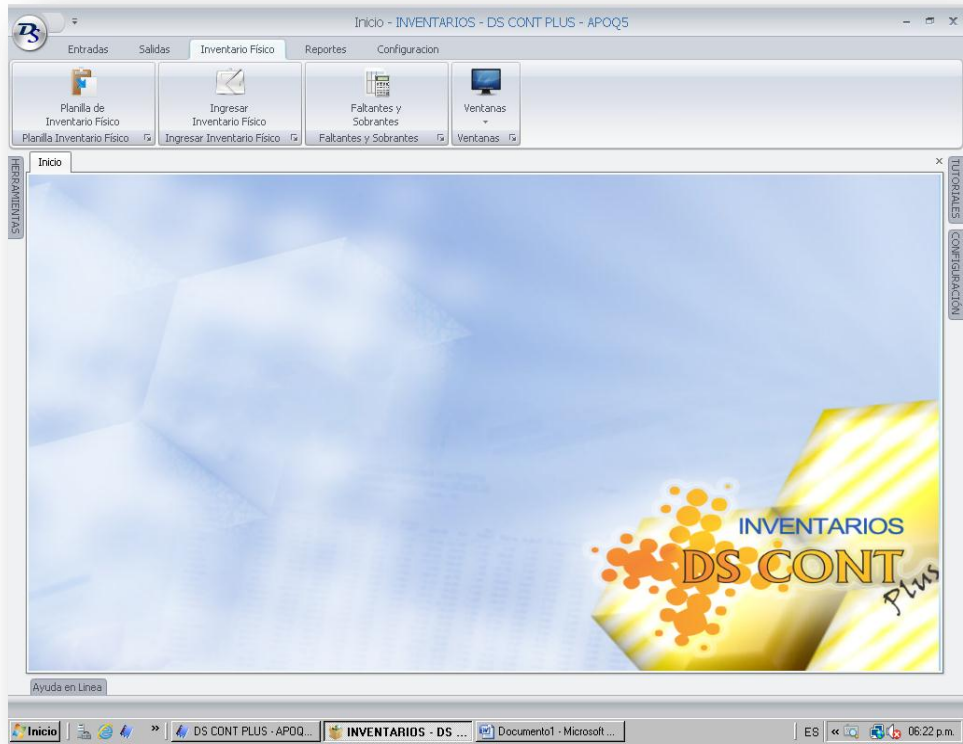 Inicio - INVENTARIOS - DS CONT PLUS - APOQ5
DS
Entradas Salidas Inventario Físico Reportes Configuracion
Planilla de Inventario Físico
Ingresar Inventario Físico
Faltantes y Sobrantes
Ventanas
Planilla Inventario Físico
Ingresar Inventario Físico
Faltantes y Sobrantes
Ventanas
HERRAMIENTAS
Inicio
TUTORIALES
CONFIGURACIÓN
INVENTARIOS
DS CONT
Plus
Ayuda en Linea
Inicio
DS CONT PLUS - APOQ...
INVENTARIOS - DS ...
Documento1 - Microsoft ...
ES
06:22 p.m.